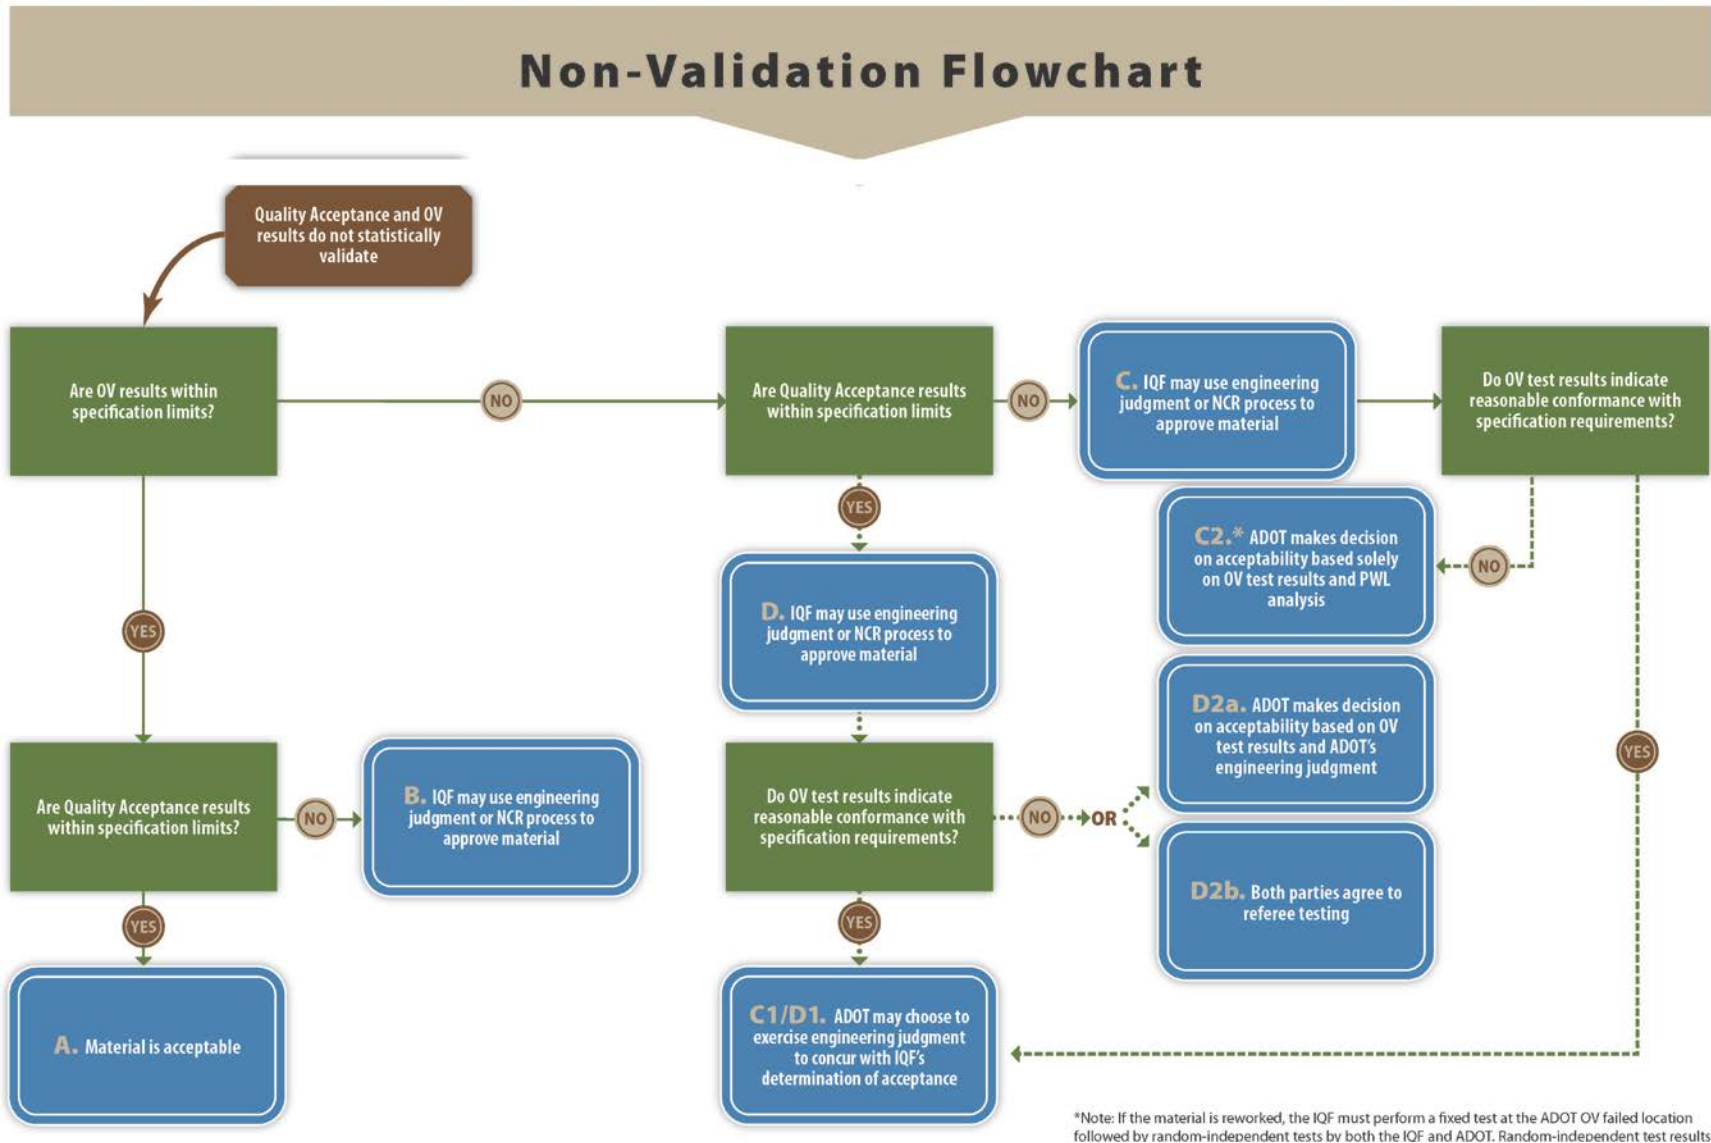 Non-Validation Flowchart
Quality Acceptance and OV
results do not statistically
validate
Are OV results within
specification limits?
NO
Are Quality Acceptance results
within specification limits
NO
C. IQF may use engineering
judgment or NCR process to
approve material
Do OV test results indicate
reasonable conformance with
specification requirements?
YES
D. IQF may use engineering
judgment or NCR process to
approve material
C2.* ADOT makes decision
on acceptability based solely
on OV test results and PWL
analysis
NO
YES
D2a. ADOT makes decision
on acceptability based on OV
test results and ADOT's
engineering judgment
YES
Are Quality Acceptance results
within specification limits?
NO
B. IQF may use engineering
judgment or NCR process to
approve material
Do OV test results indicate
reasonable conformance with
specification requirements?
NO
OR
D2b. Both parties agree to
referee testing
YES
YES
A. Material is acceptable
C1/D1. ADOT may choose to
exercise engineering judgment
to concur with IQF's
determination of acceptance
*Note: If the material is reworked, the IQF must perform a fixed test at the ADOT OV failed location
followed by random-independent tests by both the IQF and ADOT. Random-independent test results